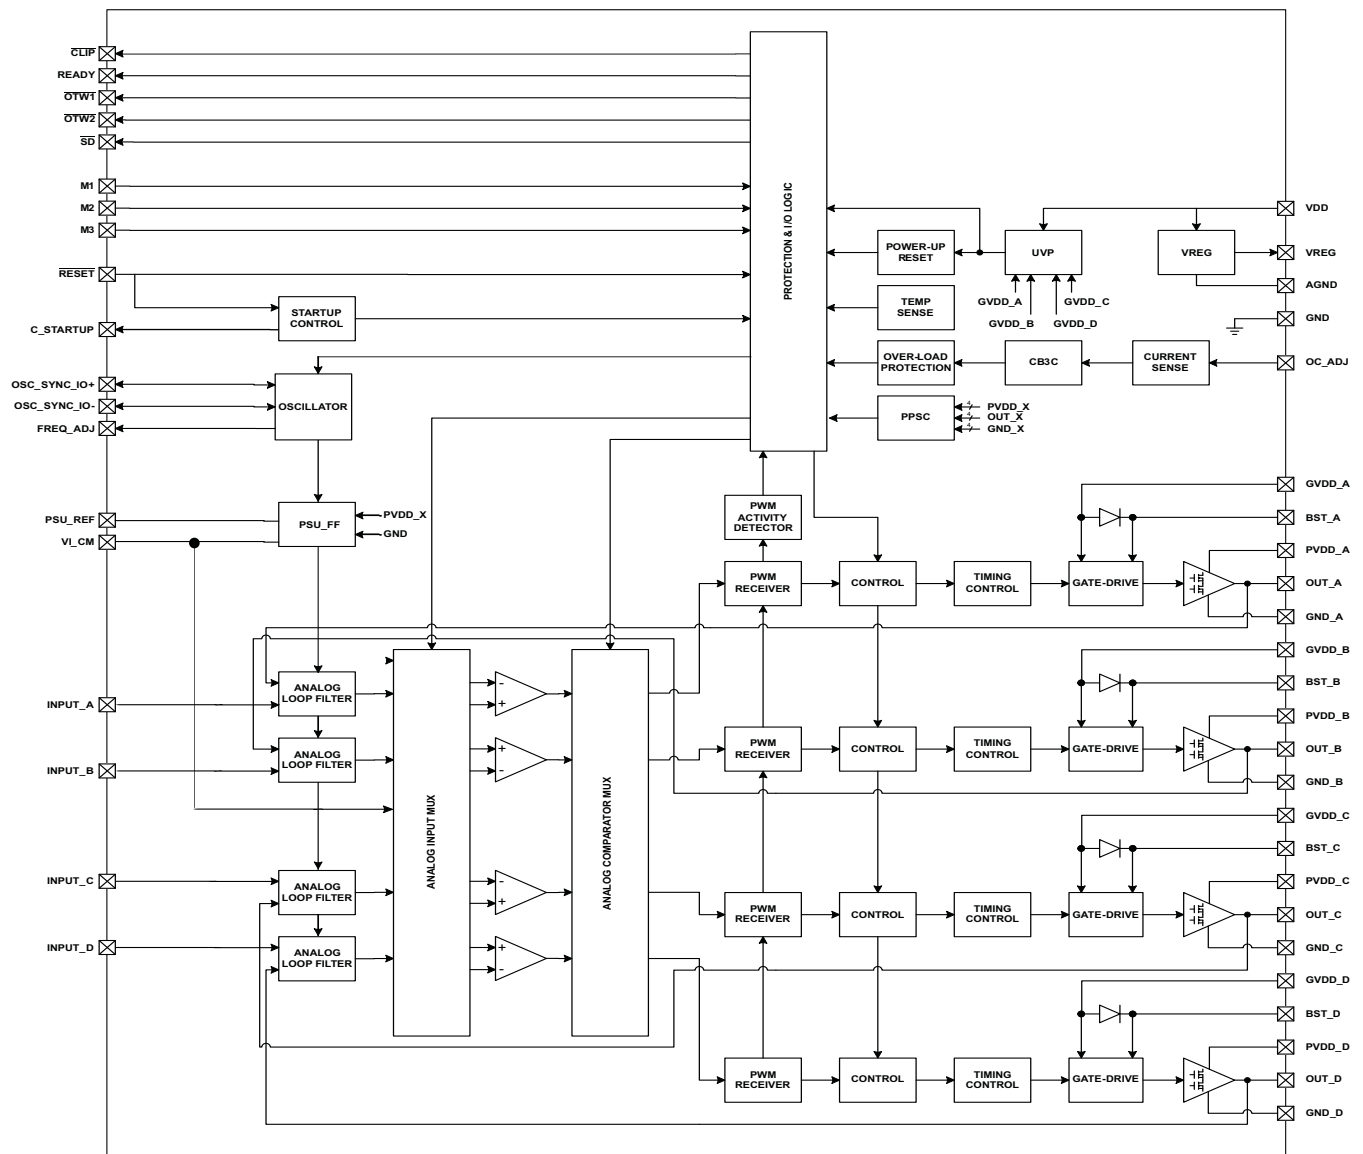 CLIP
READY
OTW1
OTW2
SD
M1
M2
M3
RESET
C_STARTUP
OSC_SYNC_IO+
OSC_SYNC_IO-
FREQ_ADJ
PSU_REF
VI_CM
INPUT_A
INPUT_B
INPUT_C
INPUT_D
STARTUP
CONTROL
OSCILLATOR
PSU_FF
PVDD_X
GND
ANALOG
LOOP FILTER
ANALOG
LOOP FILTER
ANALOG
LOOP FILTER
ANALOG
LOOP FILTER
ANALOG INPUT MUX
-
+
+
-
-
+
+
-
ANALOG COMPARATOR MUX
PROTECTION & I/O LOGIC
POWER-UP
RESET
UVP
VREG
GVDD_A
GVDD_C
GVDD_B
GVDD_D
TEMP
SENSE
OVER-LOAD
PROTECTION
CB3C
CURRENT
SENSE
PPSC
4
PVDD_X
4
OUT_X
4
GND_X
PWM
ACTIVITY
DETECTOR
PWM
RECEIVER
CONTROL
TIMING
CONTROL
GATE-DRIVE
PWM
RECEIVER
CONTROL
TIMING
CONTROL
GATE-DRIVE
PWM
RECEIVER
CONTROL
TIMING
CONTROL
GATE-DRIVE
PWM
RECEIVER
CONTROL
TIMING
CONTROL
GATE-DRIVE
VDD
VREG
AGND
GND
OC_ADJ
GVDD_A
BST_A
PVDD_A
OUT_A
GND_A
GVDD_B
BST_B
PVDD_B
OUT_B
GND_B
GVDD_C
BST_C
PVDD_C
OUT_C
GND_C
GVDD_D
BST_D
PVDD_D
OUT_D
GND_D